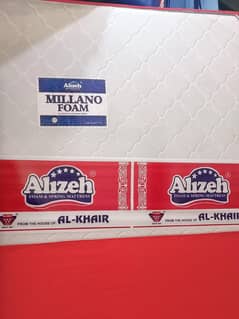 Alizeh
MILLANO
FOAM
Alizeh
FOAM & SPRING MATTRESS
FROM THE HOUSE OF AL-KHAIR
Alizeh
FOAM & SPRING MATTRESS
FROM THE HOUSE OF AL-KHAIR